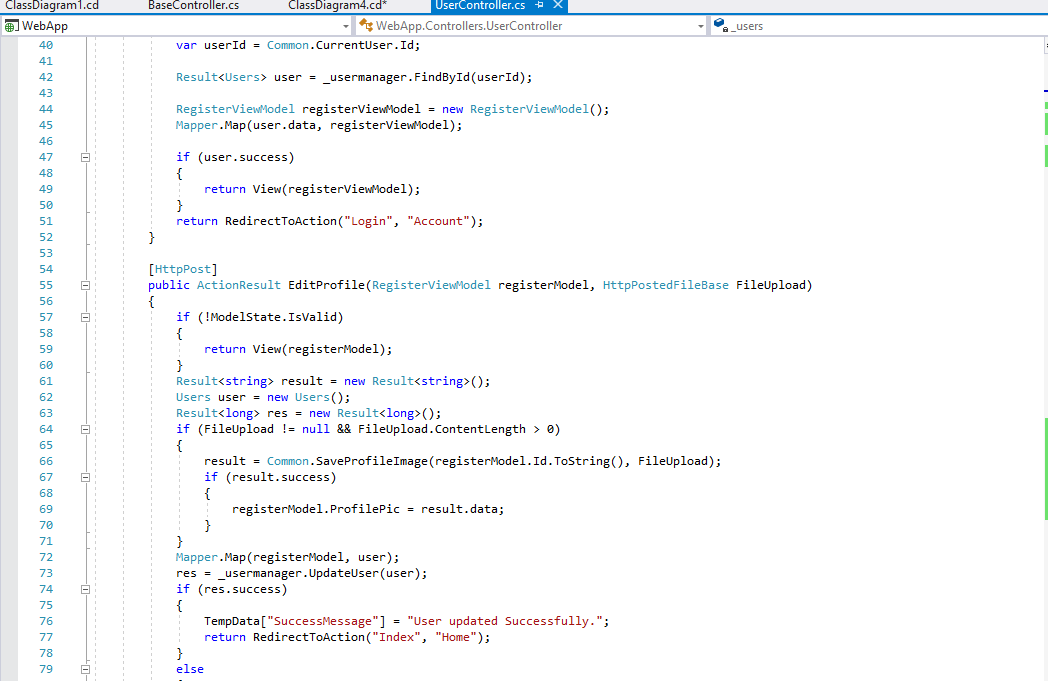 ClassDiagram1.cd BaseController.cs ClassDiagram4.cd* UserController.cs
WebApp WebApp.Controllers.UserController _users
40 var userId = Common.CurrentUser.Id;
41
42 Result<Users> user = _usermanager.FindById(userId);
43
44 RegisterViewModel registerViewModel = new RegisterViewModel();
45 Mapper.Map(user.data, registerViewModel);
46
47 if (user.success)
48 {
49 return View(registerViewModel);
50 }
51 return RedirectToAction("Login", "Account");
52 }
53
54 [HttpPost]
55 public ActionResult EditProfile(RegisterViewModel registerModel, HttpPostedFileBase FileUpload)
56 {
57 if (!ModelState.IsValid)
58 {
59 return View(registerModel);
60 }
61 Result<string> result = new Result<string>();
62 Users user = new Users();
63 Result<long> res = new Result<long>();
64 if (FileUpload != null && FileUpload.ContentLength > 0)
65 {
66 result = Common.SaveProfileImage(registerModel.Id.ToString(), FileUpload);
67 if (result.success)
68 {
69 registerModel.ProfilePic = result.data;
70 }
71 }
72 Mapper.Map(registerModel, user);
73 res = _usermanager.UpdateUser(user);
74 if (res.success)
75 {
76 TempData["SuccessMessage"] = "User updated Successfully.";
77 return RedirectToAction("Index", "Home");
78 }
79 else